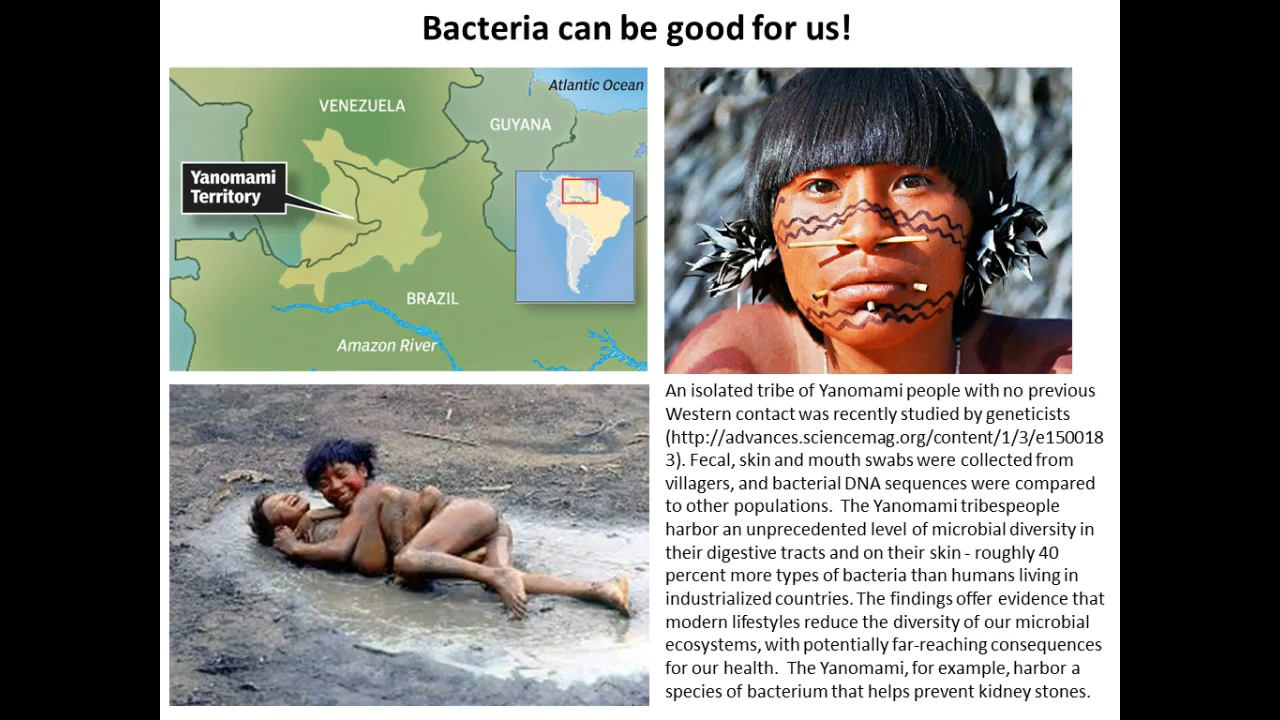 Bacteria can be good for us!
Atlantic Ocean
VENEZUELA
GUYANA
Yanomami
Territory
BRAZIL
Amazon River
An isolated tribe of Yanomami people with no previous
Western contact was recently studied by geneticists
(http://advances.sciencemag.org/content/1/3/e150018
3). Fecal, skin and mouth swabs were collected from
villagers, and bacterial DNA sequences were compared
to other populations.  The Yanomami tribespeople
harbor an unprecedented level of microbial diversity in
their digestive tracts and on their skin - roughly 40
percent more types of bacteria than humans living in
industrialized countries. The findings offer evidence that
modern lifestyles reduce the diversity of our microbial
ecosystems, with potentially far-reaching consequences
for our health.  The Yanomami, for example, harbor a
species of bacterium that helps prevent kidney stones.